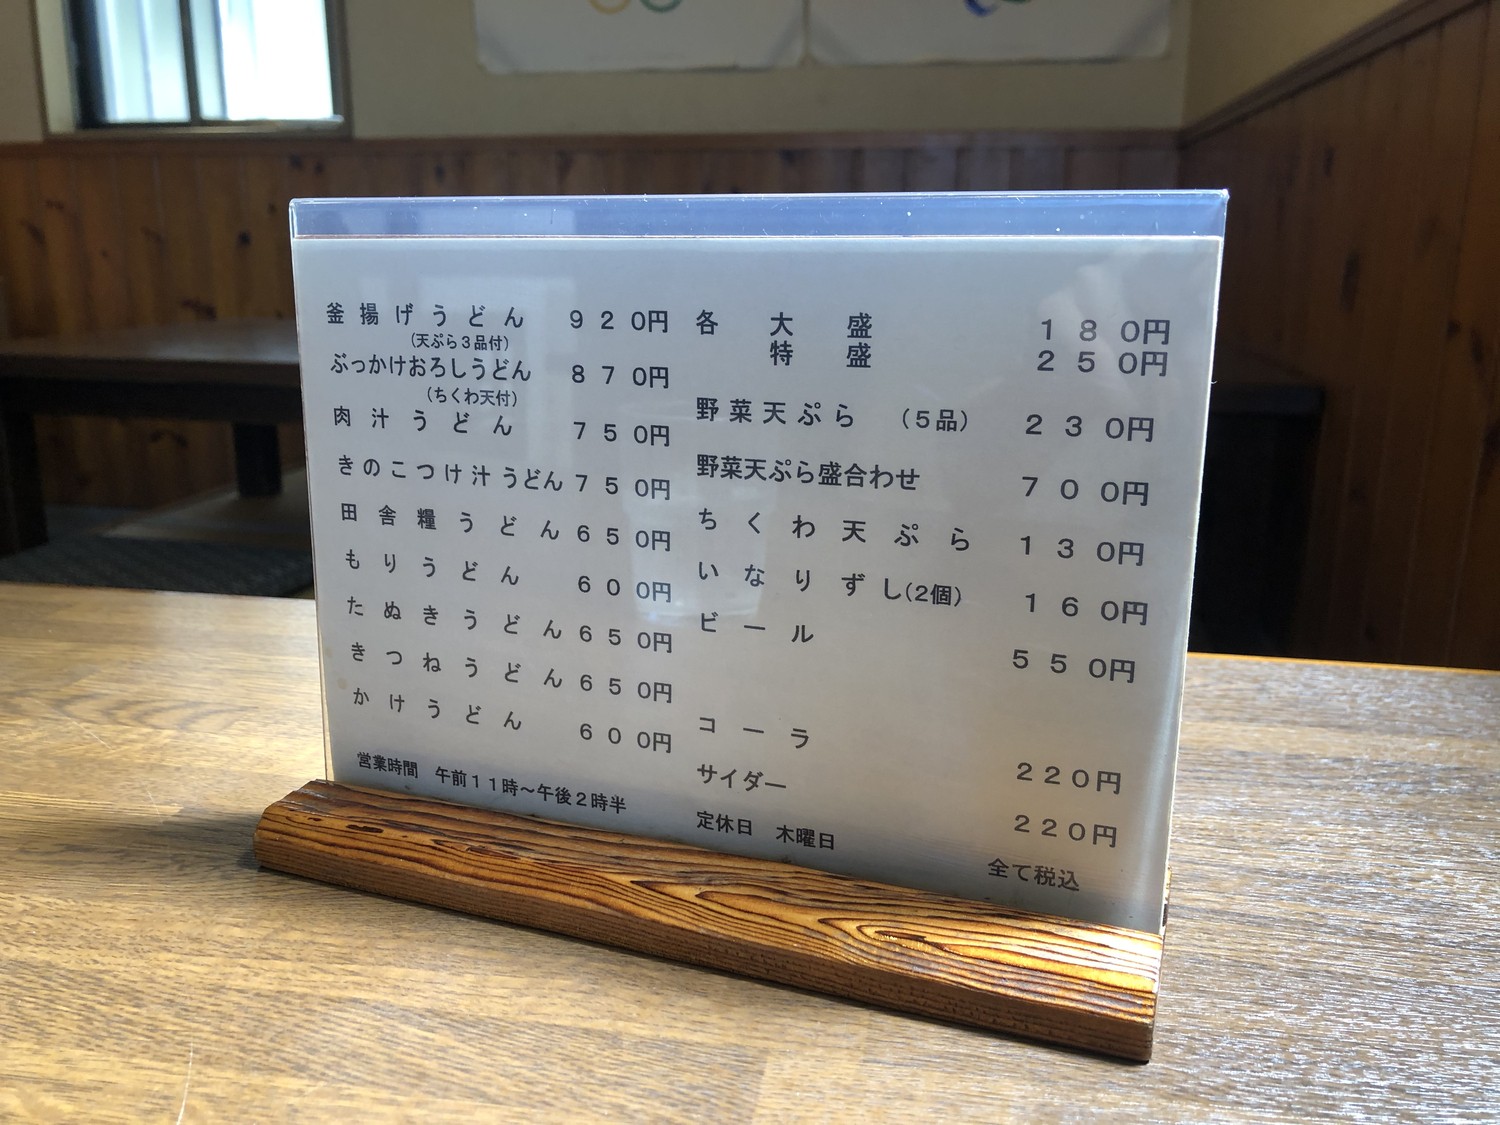 釜揚げうどん 920円
(天ぷら3品付)
ぶっかけおろしうどん 870円
(ちくわ天付)
肉汁うどん 750円
きのこつけ汁うどん 750円
田舎糧うどん 650円
もりうどん 600円
たぬきうどん 650円
きつねうどん 650円
かけうどん 600円
営業時間 午前11時～午後2時半
各 大盛 180円
特盛 250円
野菜天ぷら (5品) 230円
野菜天ぷら盛合わせ 700円
ちくわ天ぷら 130円
いなりずし(2個) 160円
ビール 550円
コーラ 220円
サイダー 220円
定休日 木曜日
全て税込